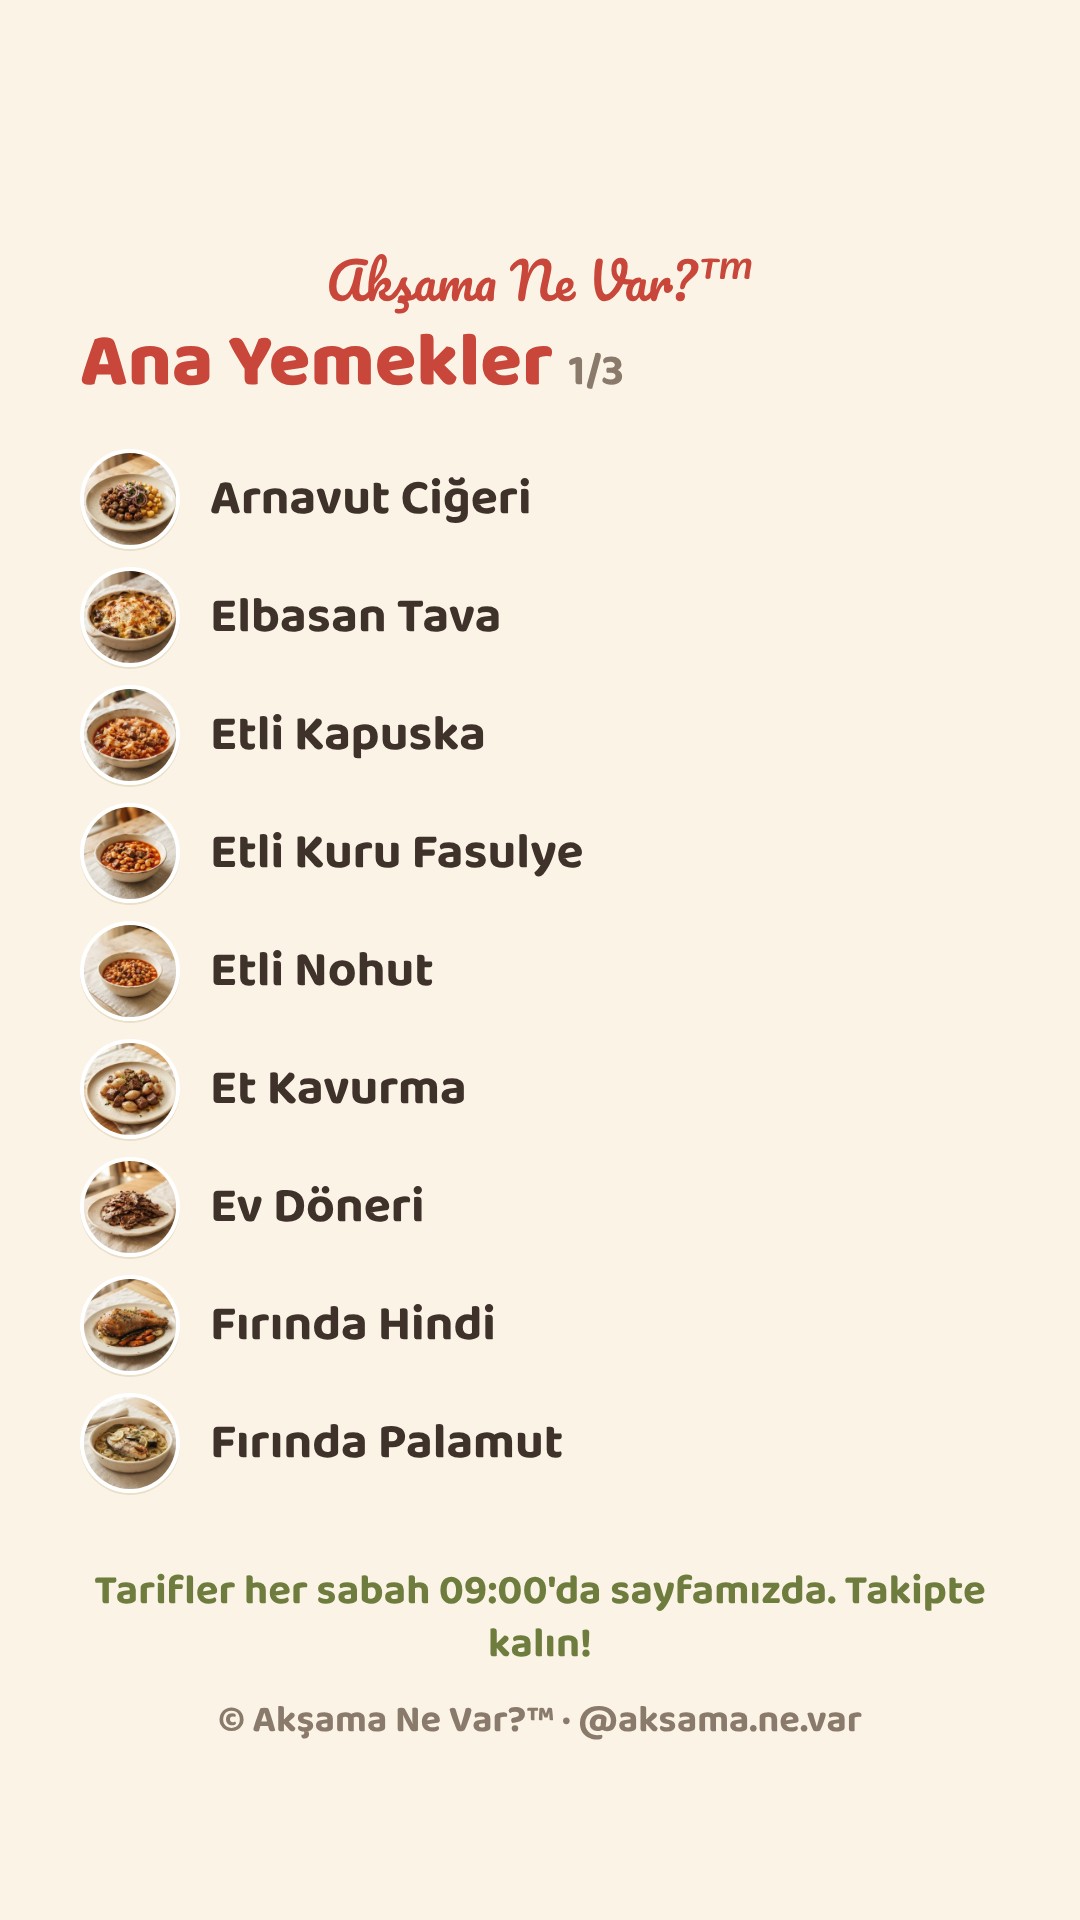 Akşama Ne Var?™
Ana Yemekler 1/3
Arnavut Ciğeri
Elbasan Tava
Etli Kapuska
Etli Kuru Fasulye
Etli Nohut
Et Kavurma
Ev Döneri
Fırında Hindi
Fırında Palamut
Tarifler her sabah 09:00'da sayfamızda. Takipte
kalın!
© Akşama Ne Var?™ · @aksama.ne.var